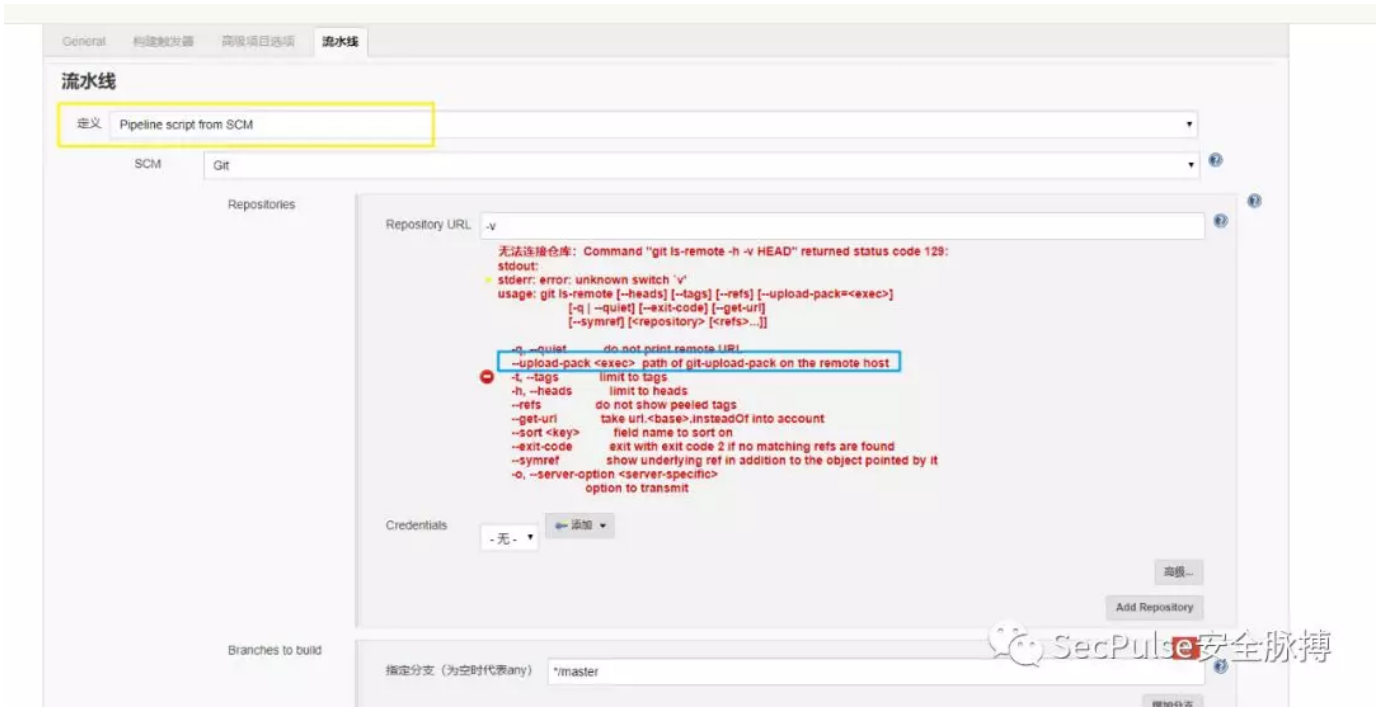 General 构建触发器 高级项目选项 流水线
流水线
定义 Pipeline script from SCM
SCM Git
Repositories
Repository URL -v
无法连接仓库：Command "git ls-remote -h -v HEAD" returned status code 129:
stdout:
stderr: error: unknown switch `v'
usage: git ls-remote [--heads] [--tags] [--refs] [--upload-pack=<exec>]
[-q | --quiet] [--exit-code] [--get-url]
[--symref] [<repository> [<refs>...]]
-q, --quiet do not print remote URL
--upload-pack <exec> path of git-upload-pack on the remote host
-t, --tags limit to tags
-h, --heads limit to heads
--refs do not show peeled tags
--get-url take url.<base>.insteadOf into account
--sort <key> field name to sort on
--exit-code exit with exit code 2 if no matching refs are found
--symref show underlying ref in addition to the object pointed by it
-o, --server-option <server-specific>
option to transmit
Credentials
- 无 - 添加
高级...
Add Repository
SecPulse安全脉搏
Branches to build
指定分支（为空时代表any） */master
增加分支